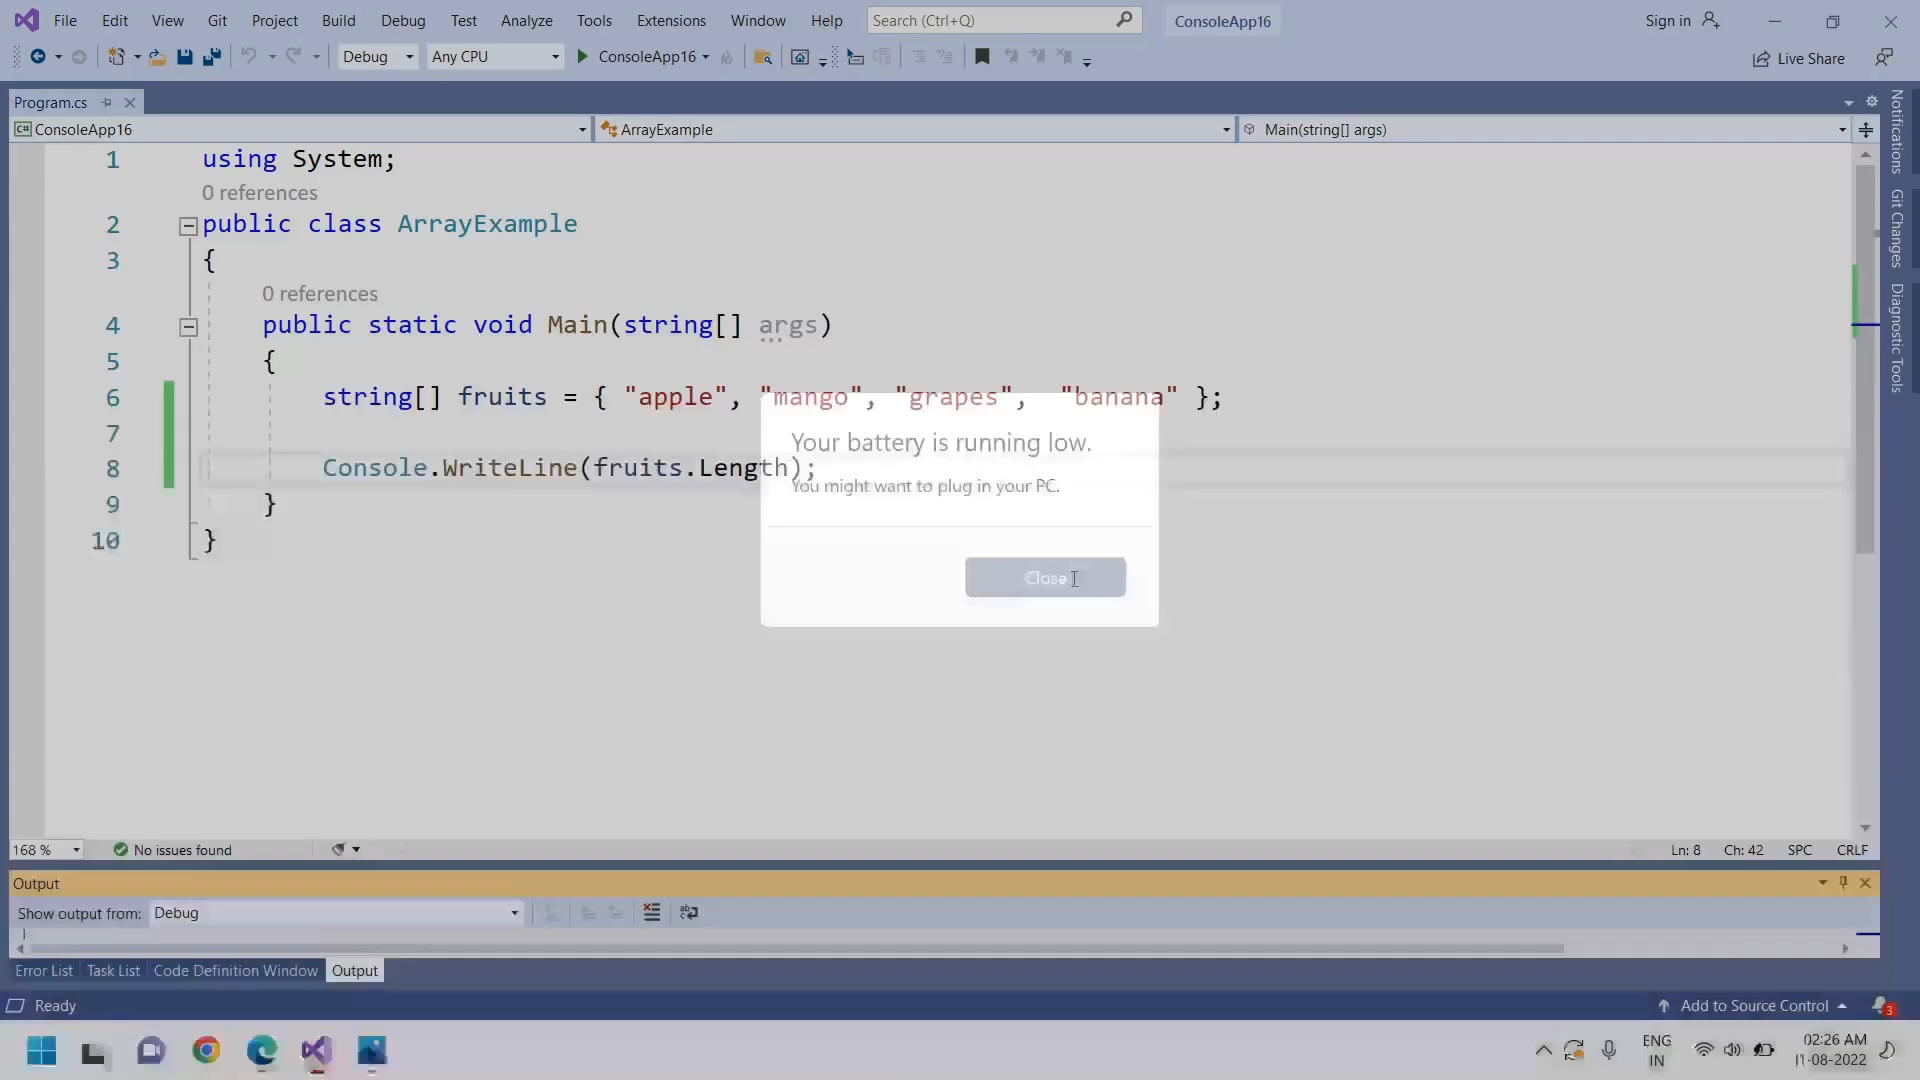 File Edit View Git Project Build Debug Test Analyze Tools Extensions Window Help Search (Ctrl+Q) ConsoleApp16 Sign in
Debug Any CPU ConsoleApp16 Live Share
Program.cs
C# ConsoleApp16 ArrayExample Main(string[] args)
1 using System;
0 references
2 public class ArrayExample
3 {
0 references
4 public static void Main(string[] args)
5 {
6 string[] fruits = { "apple", "mango", "grapes",  "banana" };
7
8 Console.WriteLine(fruits.Length);
9 }
10 }
Your battery is running low.
You might want to plug in your PC.
Close
Notifications
Git Changes
Diagnostic Tools
168 % No issues found Ln: 8 Ch: 42 SPC CRLF
Output
Show output from: Debug
Error List Task List Code Definition Window Output
Ready Add to Source Control 3
ENG
IN
02:26 AM
-08-2022